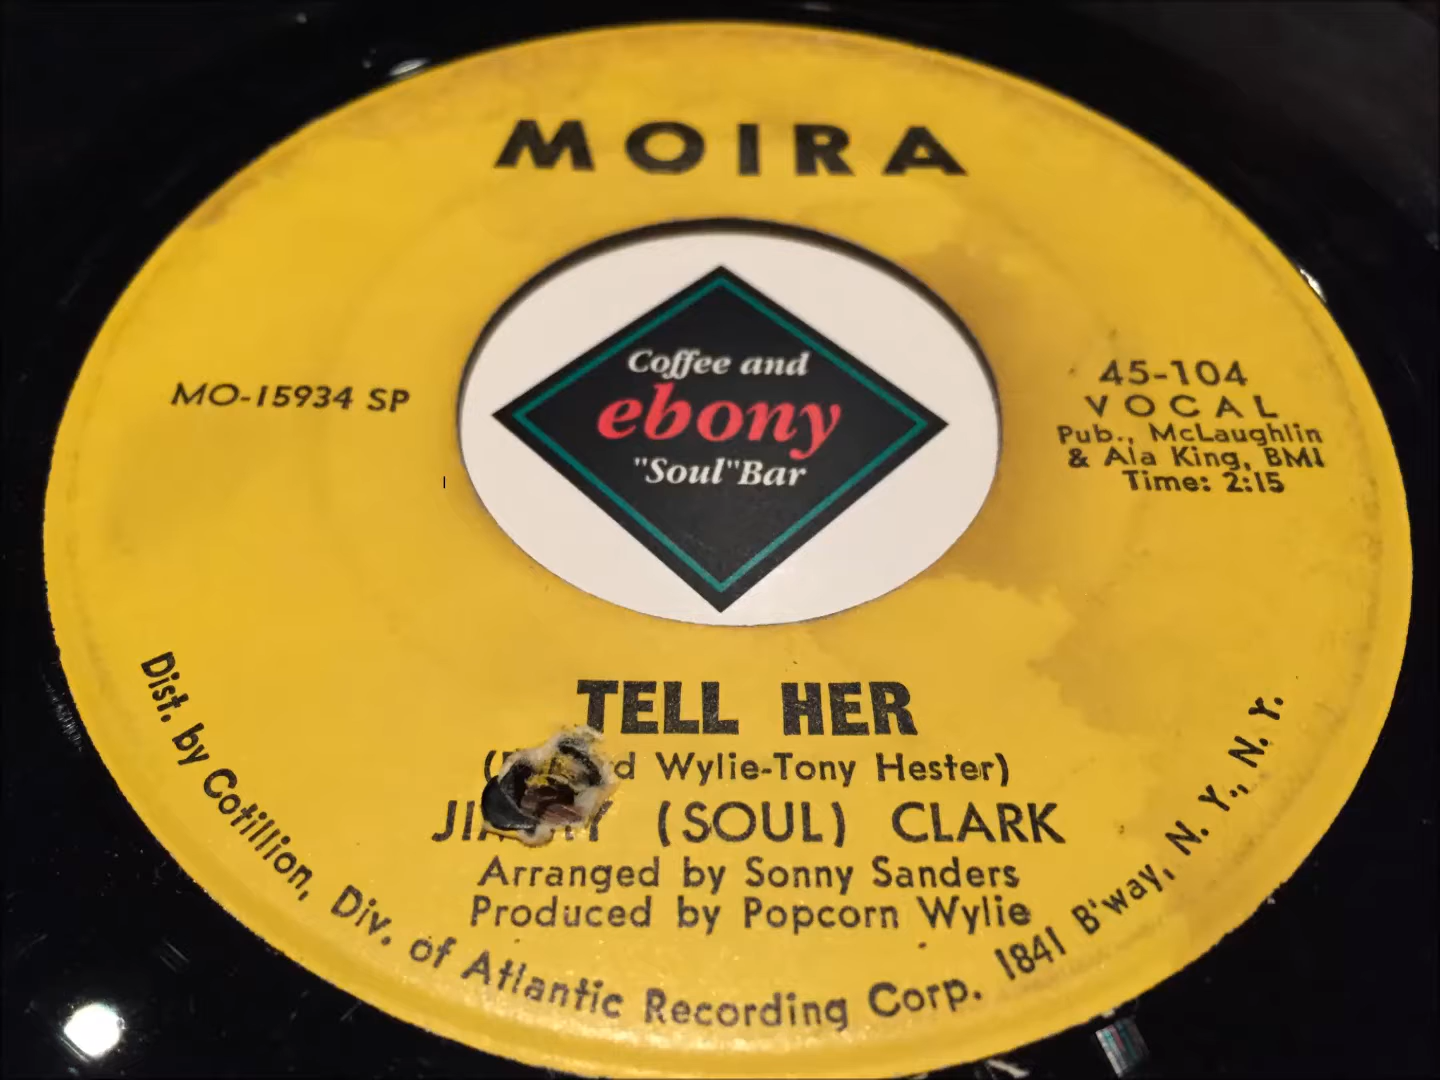 MOIRA
Coffee and
ebony
"Soul"Bar
MO-15934 SP
45-104
VOCAL
Pub., McLaughlin
& Ala King, BMI
Time: 2:15
TELL HER
Wylie-Tony Hester)
(SOUL) CLARK
Arranged by Sonny Sanders
Produced by Popcorn Wylie
Dist. by Cotillion, Div. of Atlantic Recording Corp. 1841 B'way, N. Y., N. Y.